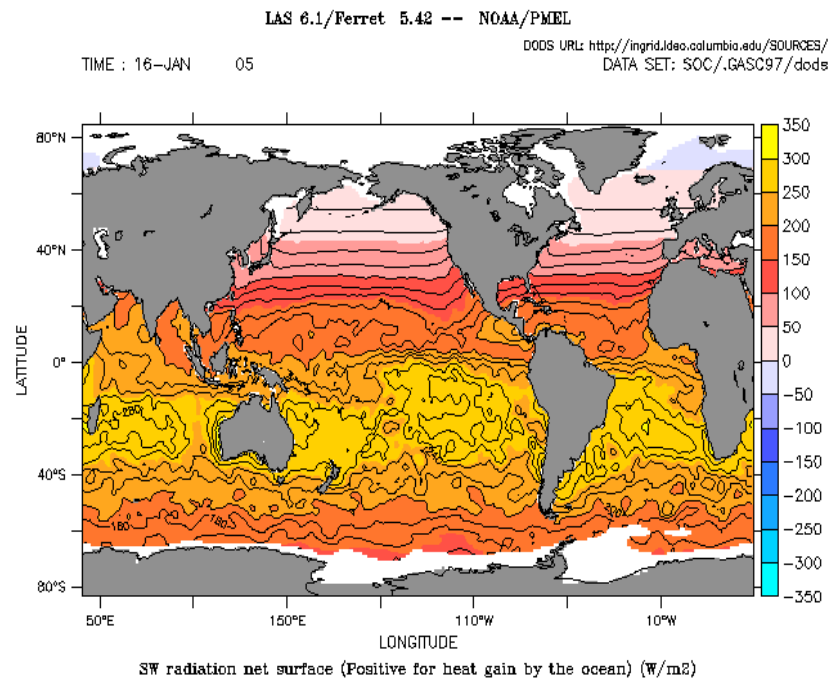 LAS 6.1/Ferret 5.42 -- NOAA/PMEL
DODS URL: http://ingrid.ldeo.columbia.edu/SOURCES/
TIME : 16-JAN 05
DATA SET: SOC/.GASC97/dods
80°N
40°N
0°
40°S
80°S
LATITUDE
50°E
150°E
110°W
10°W
LONGITUDE
350
300
250
200
150
100
50
0
-50
-100
-150
-200
-250
-300
-350
280
180
180
SW radiation net surface (Positive for heat gain by the ocean) (W/m2)